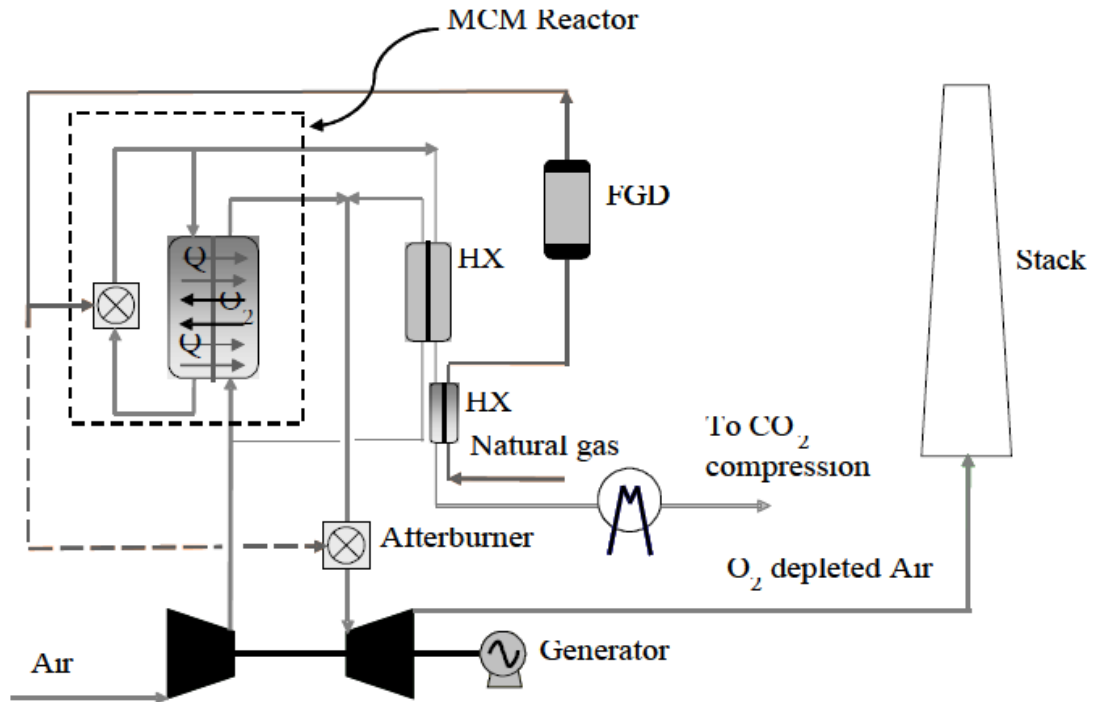 MCM Reactor
FGD
HX
Stack
Q
O2
Q
HX
Natural gas
To CO2
compression
Afterburner
O2 depleted Air
Generator
Air